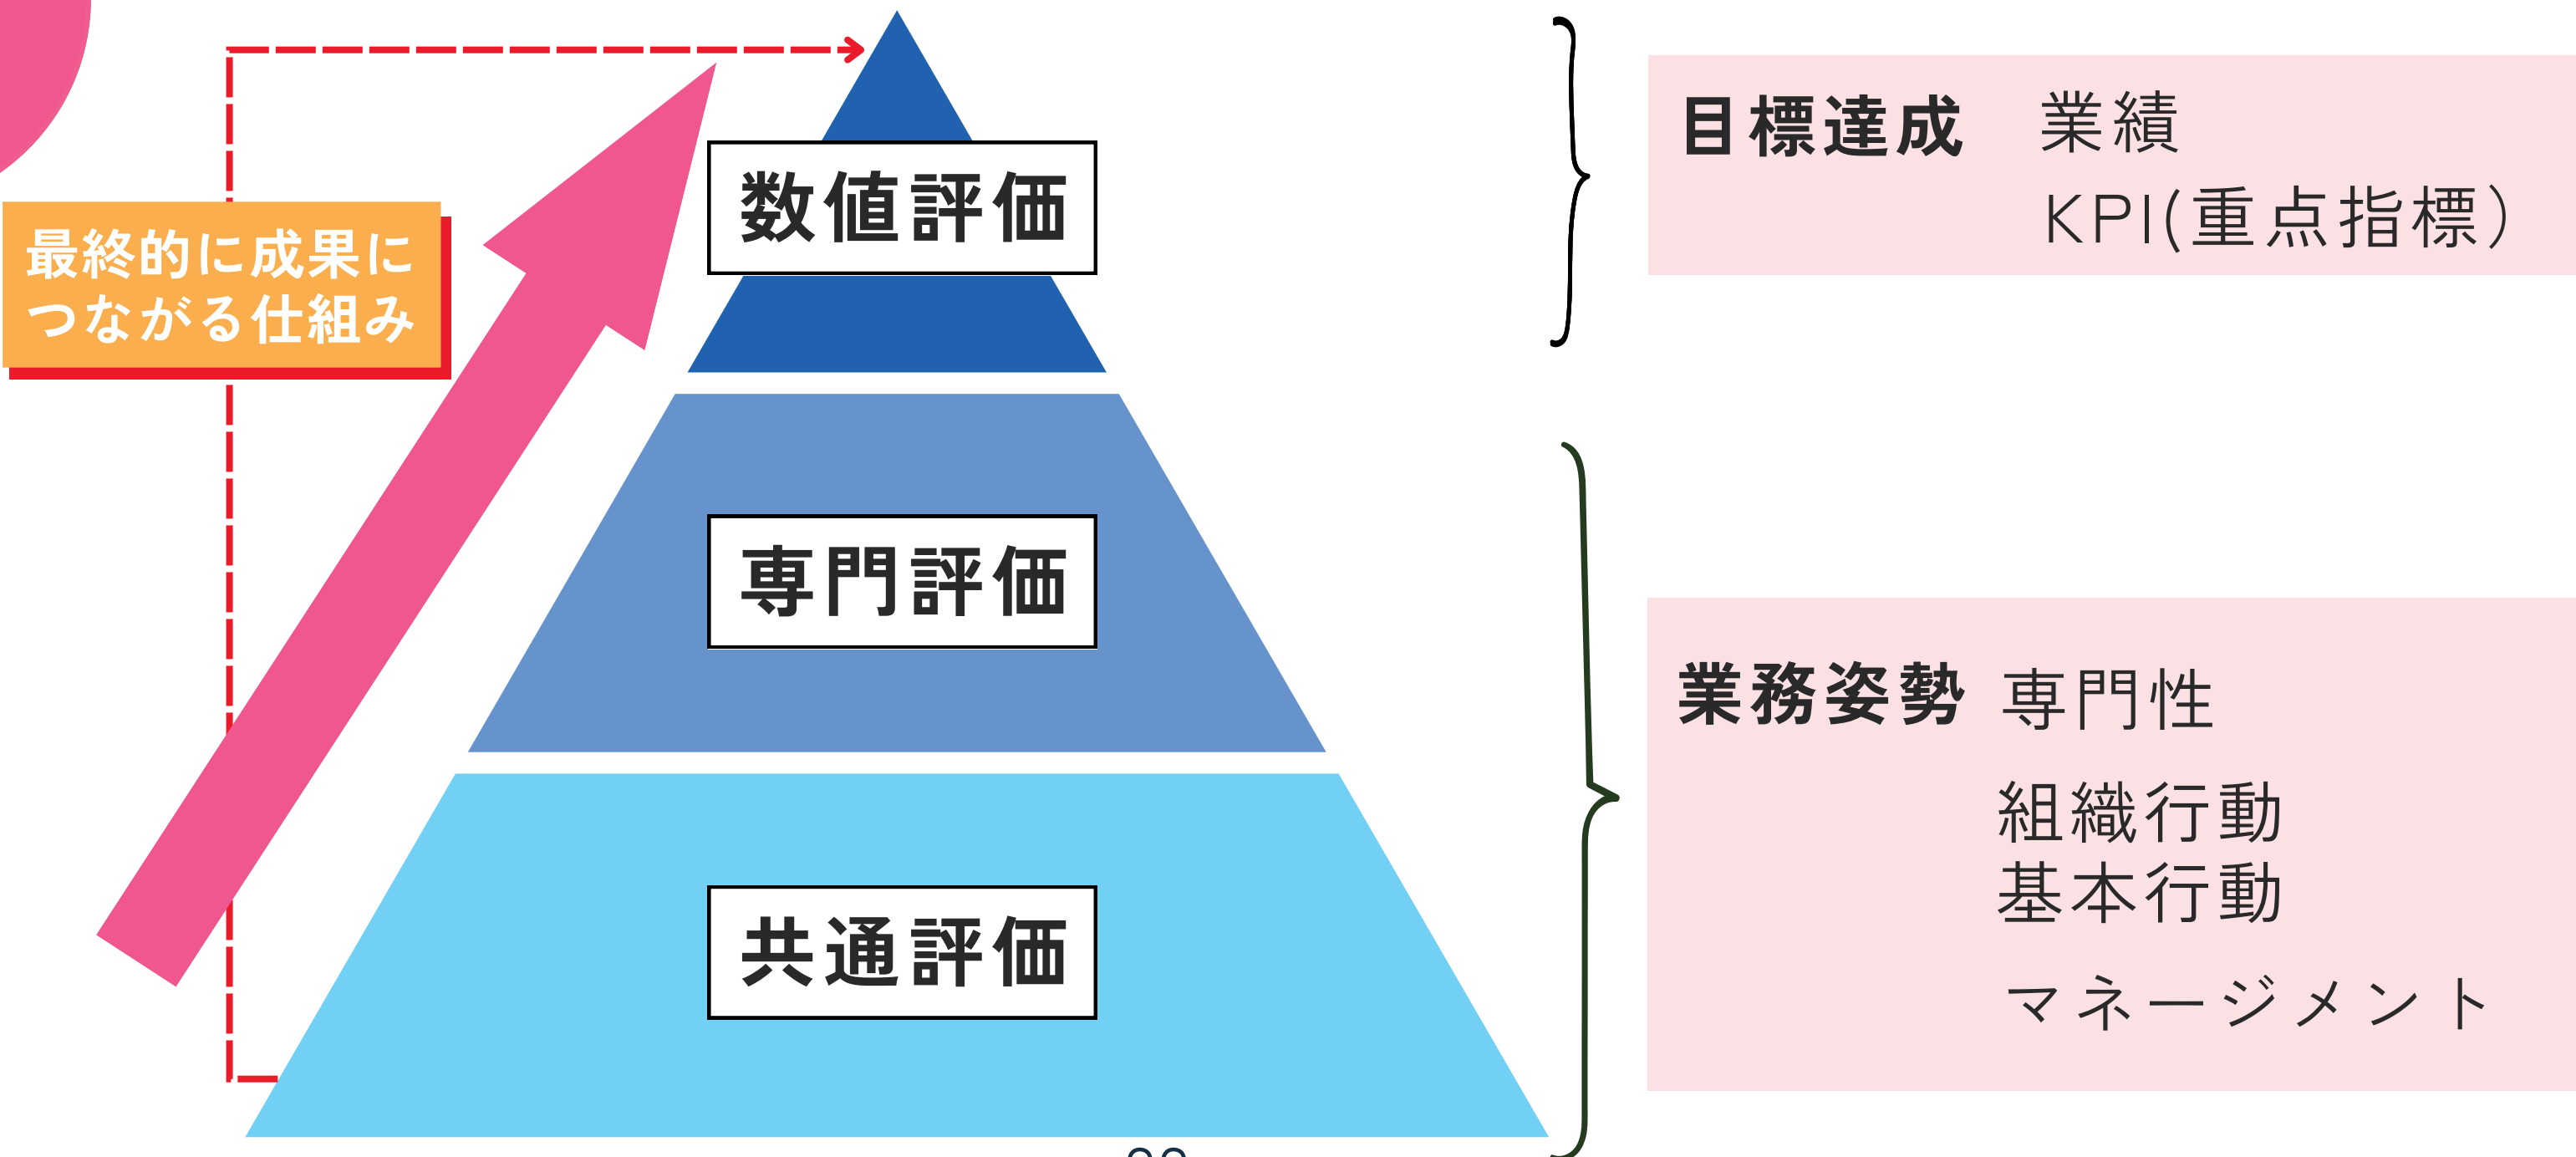 目標達成 業績
KPI(重点指標)
数値評価
最終的に成果に
つながる仕組み
専門評価
業務姿勢 専門性
組織行動
基本行動
共通評価
マネージメント